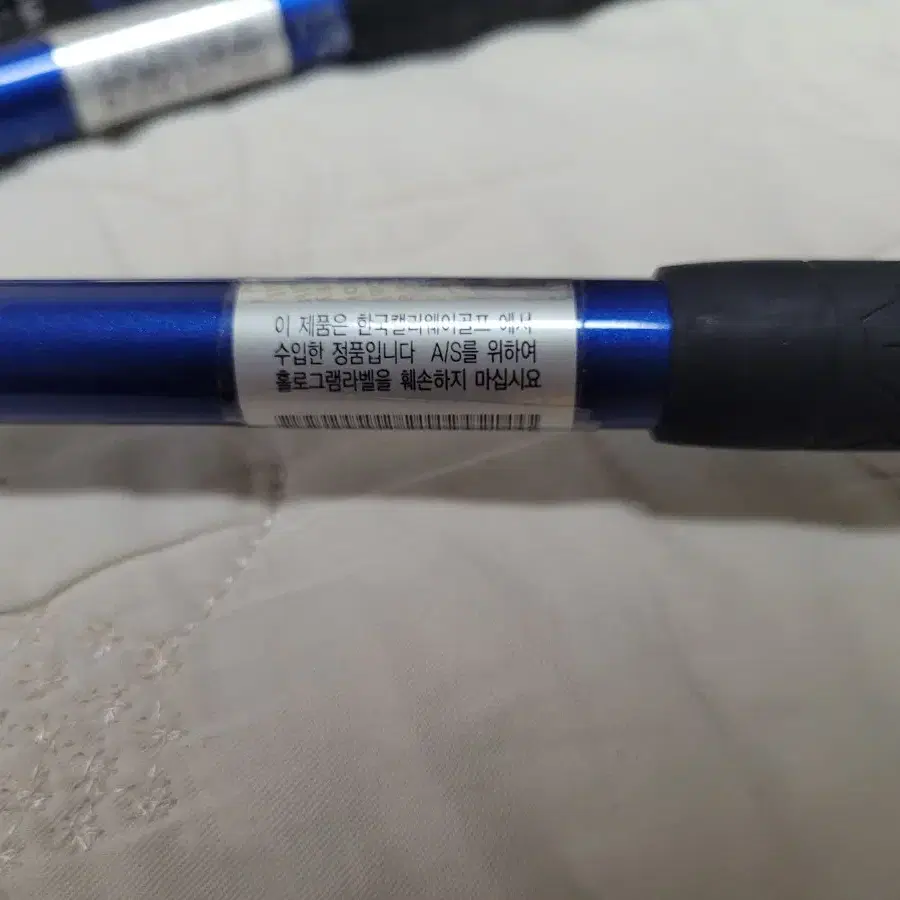 이 제품은 한국캘러웨이골프 에서
수입한 정품입니다 A/S를 위하여
홀로그램라벨을 훼손하지 마십시요